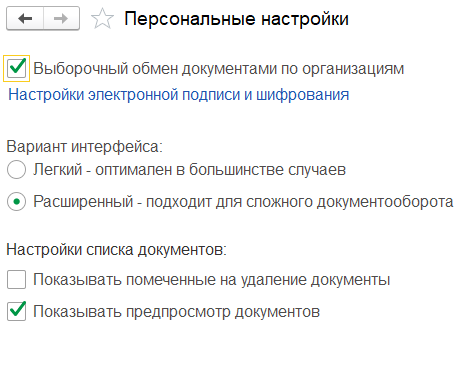 Персональные настройки
Выборочный обмен документами по организациям
Настройки электронной подписи и шифрования
Вариант интерфейса:
Легкий - оптимален в большинстве случаев
Расширенный - подходит для сложного документооборота
Настройки списка документов:
Показывать помеченные на удаление документы
Показывать предпросмотр документов